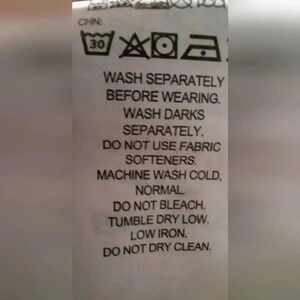 CHN:
30
WASH SEPARATELY
BEFORE WEARING.
WASH DARKS
SEPARATELY.
DO NOT USE FABRIC
SOFTENERS.
MACHINE WASH COLD,
NORMAL.
DO NOT BLEACH.
TUMBLE DRY LOW.
LOW IRON.
DO NOT DRY CLEAN.